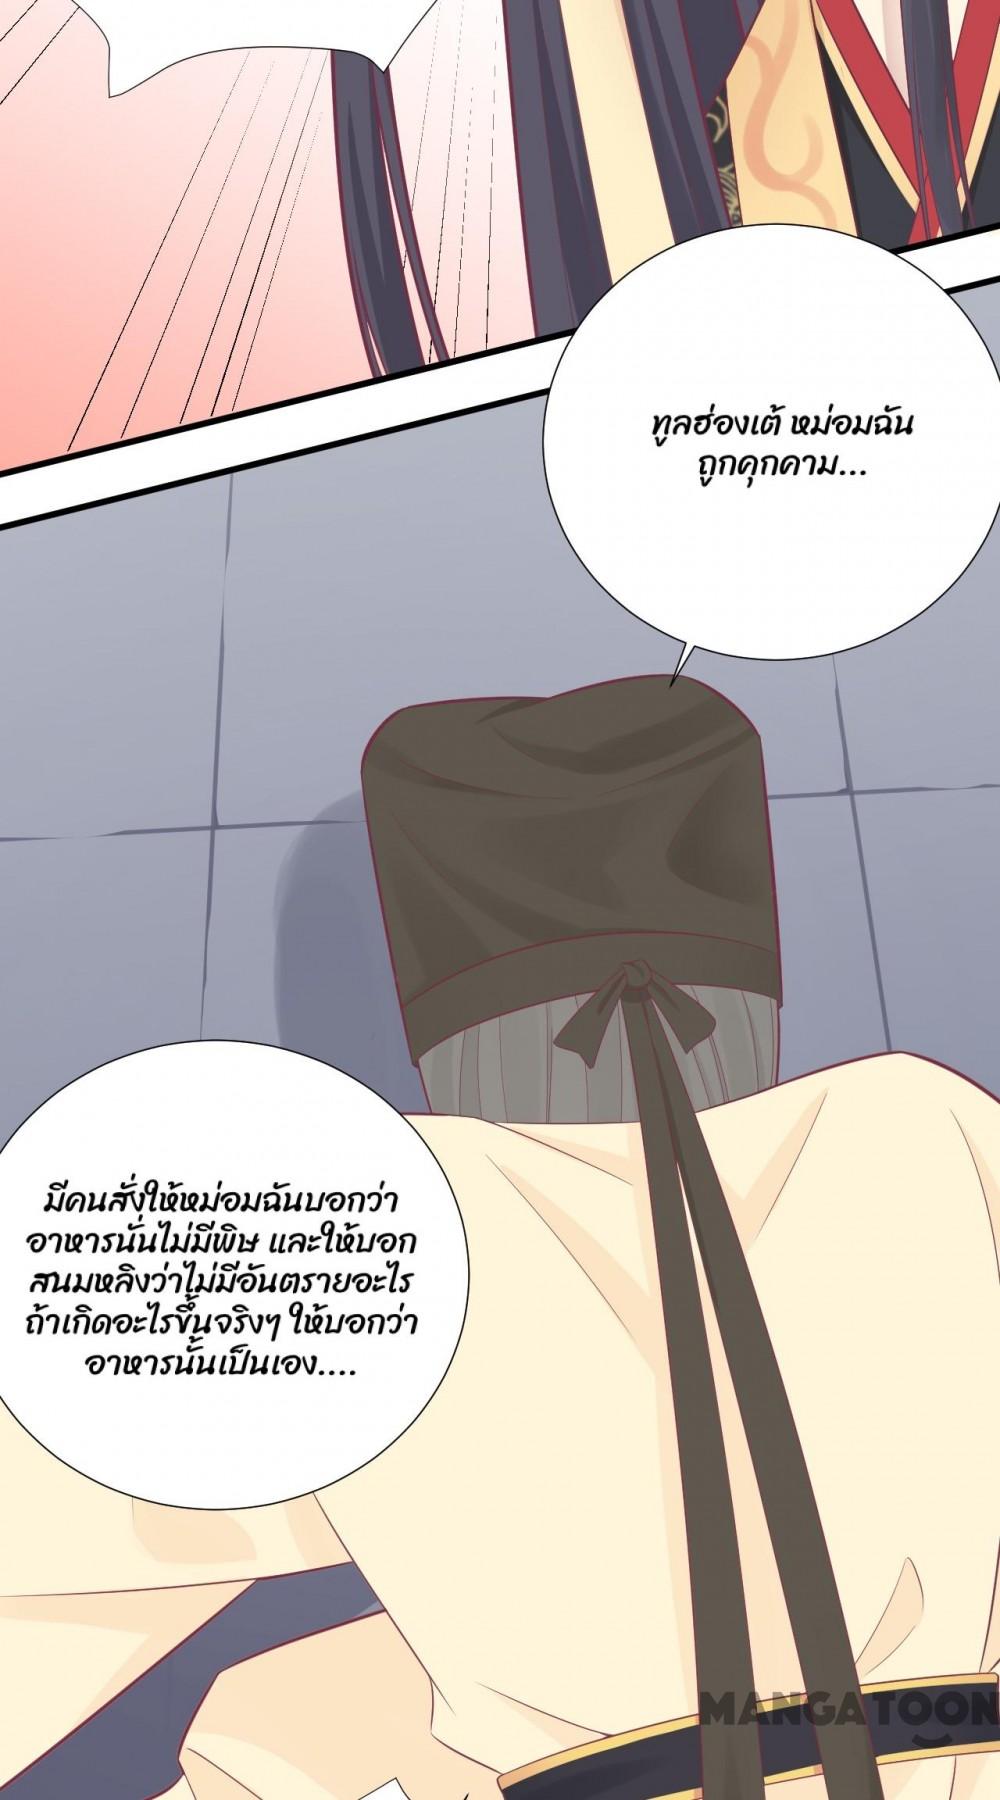 ทูลฮ่องเต้ หม่อมฉัน
ถูกคุกคาม...
มีคนสั่งให้หม่อมฉันบอกว่า
อาหารนั่นไม่มีพิษ และให้บอก
สนมหลิงว่าไม่มีอันตรายอะไร
ถ้าเกิดอะไรขึ้นจริงๆ ให้บอกว่า
อาหารนั้นเป็นเอง....
MANGATOON